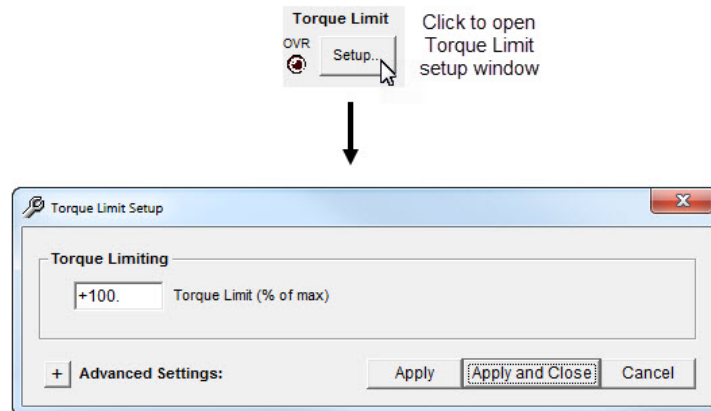 Torque Limit
OVR
Setup...
Click to open
Torque Limit
setup window
Torque Limit Setup
Torque Limiting
+100.
Torque Limit (% of max)
+
Advanced Settings:
Apply
Apply and Close
Cancel